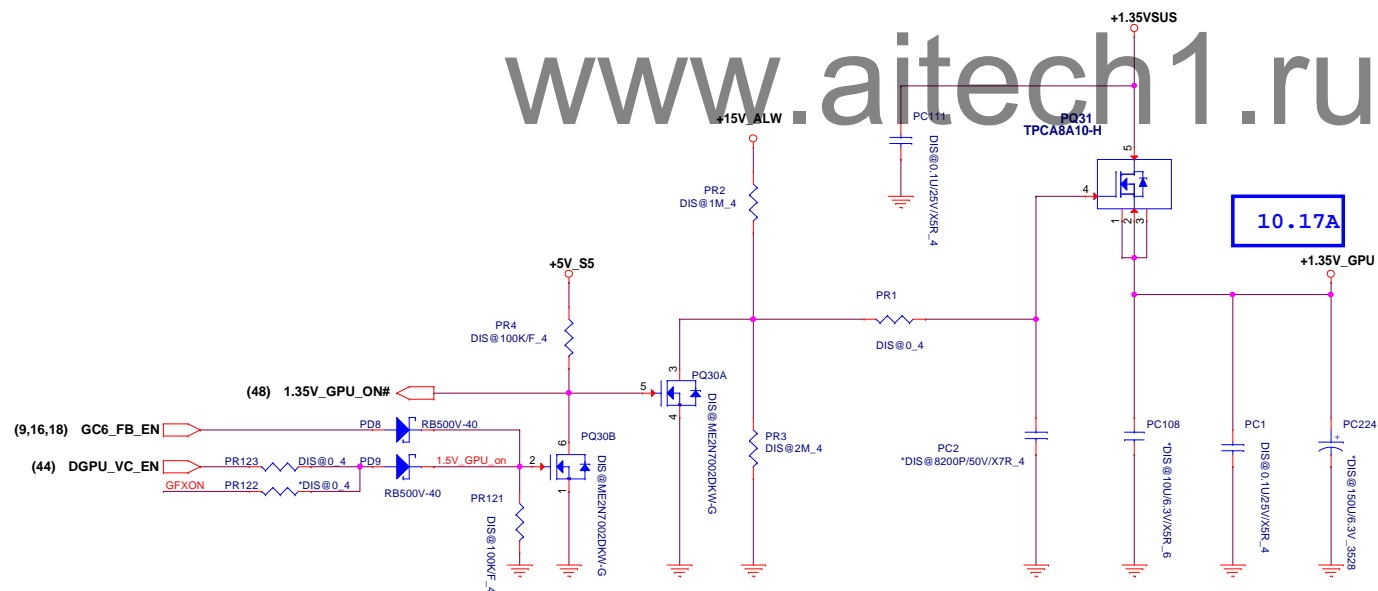 www.aitech1.ru
+1.35VSUS
PC111
DIS@0.1U/25V/X5R_4
PQ31
TPCA8A10-H
5
4
1
2
3
10.17A
+1.35V_GPU
+15V_ALW
PR2
DIS@1M_4
+5V_S5
PR4
DIS@100K/F_4
PR1
DIS@0_4
PQ30A
3
5
4
DIS@ME2N7002DKW-G
(48) 1.35V_GPU_ON#
(9,16,18) GC6_FB_EN
PD8
RB500V-40
PQ30B
6
2
1
DIS@ME2N7002DKW-G
(44) DGPU_VC_EN
PR123
DIS@0_4
PD9
1.5V_GPU_on
RB500V-40
GFXON
PR122
*DIS@0_4
PR121
DIS@100K/F_4
PR3
DIS@2M_4
PC2
*DIS@8200P/50V/X7R_4
PC108
*DIS@10U/6.3V/X5R_6
PC1
DIS@0.1U/25V/X5R_4
+
PC224
*DIS@150U/6.3V_3528